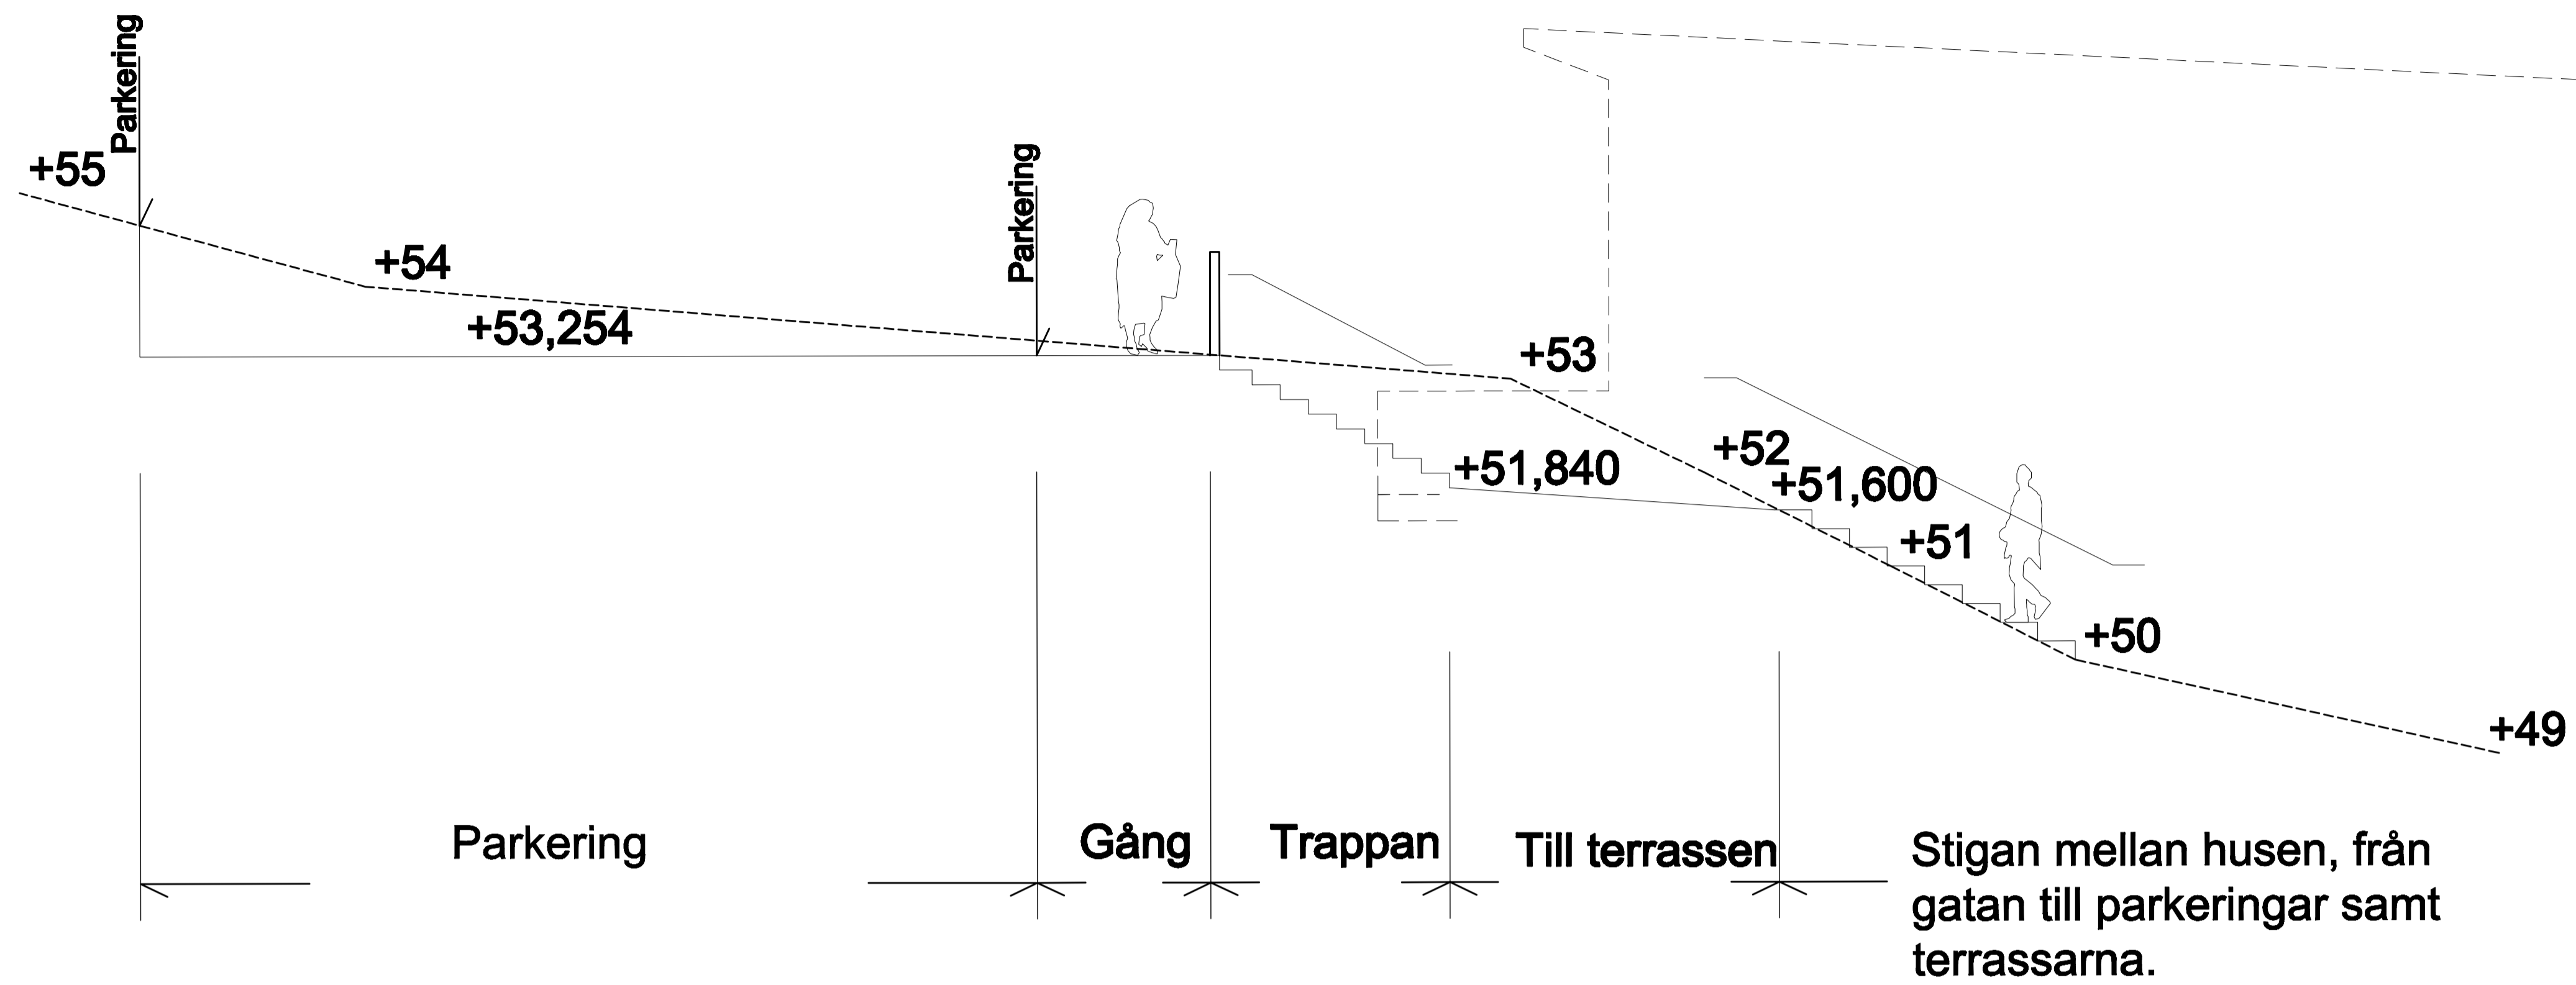 Parkering
+55
+54
+53,254
Parkering
+53
+52
+51,840
+51,600
+51
+50
+49
Parkering
Gång
Trappan
Till terrassen
Stigan mellan husen, från
gatan till parkeringar samt
terrassarna.